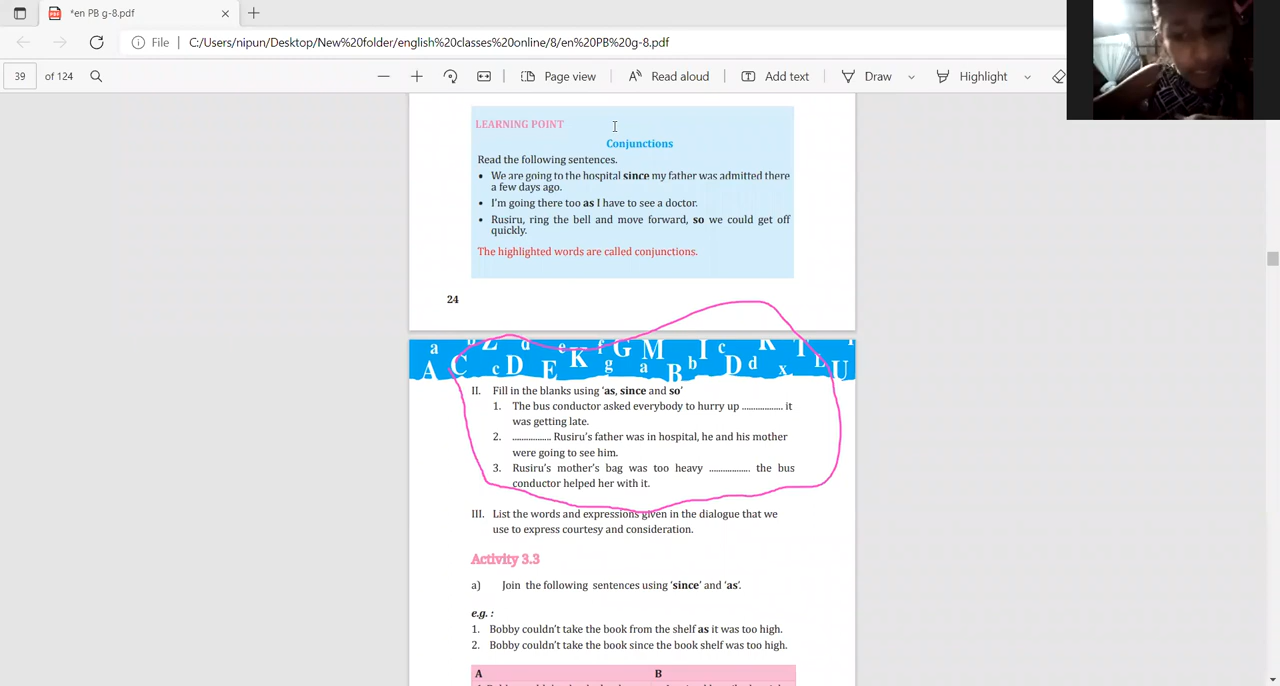 *en PB g-8.pdf
File
C:/Users/nipun/Desktop/New%20folder/english%20classes%20online/8/en%20PB%20g-8.pdf
39 of 124
Page view
Read aloud
Add text
Draw
Highlight
LEARNING POINT
Conjunctions
Read the following sentences.
• We are going to the hospital since my father was admitted there
a few days ago.
• I'm going there too as I have to see a doctor.
• Rusiru, ring the bell and move forward, so we could get off
quickly.
The highlighted words are called conjunctions.
24
II. Fill in the blanks using 'as, since and so'
1. The bus conductor asked everybody to hurry up ................. it
was getting late.
2. ................ Rusiru's father was in hospital, he and his mother
were going to see him.
3. Rusiru's mother's bag was too heavy ................. the bus
conductor helped her with it.
III. List the words and expressions given in the dialogue that we
use to express courtesy and consideration.
Activity 3.3
a) Join the following sentences using 'since' and 'as'.
e.g. :
1. Bobby couldn't take the book from the shelf as it was too high.
2. Bobby couldn't take the book since the book shelf was too high.
A B